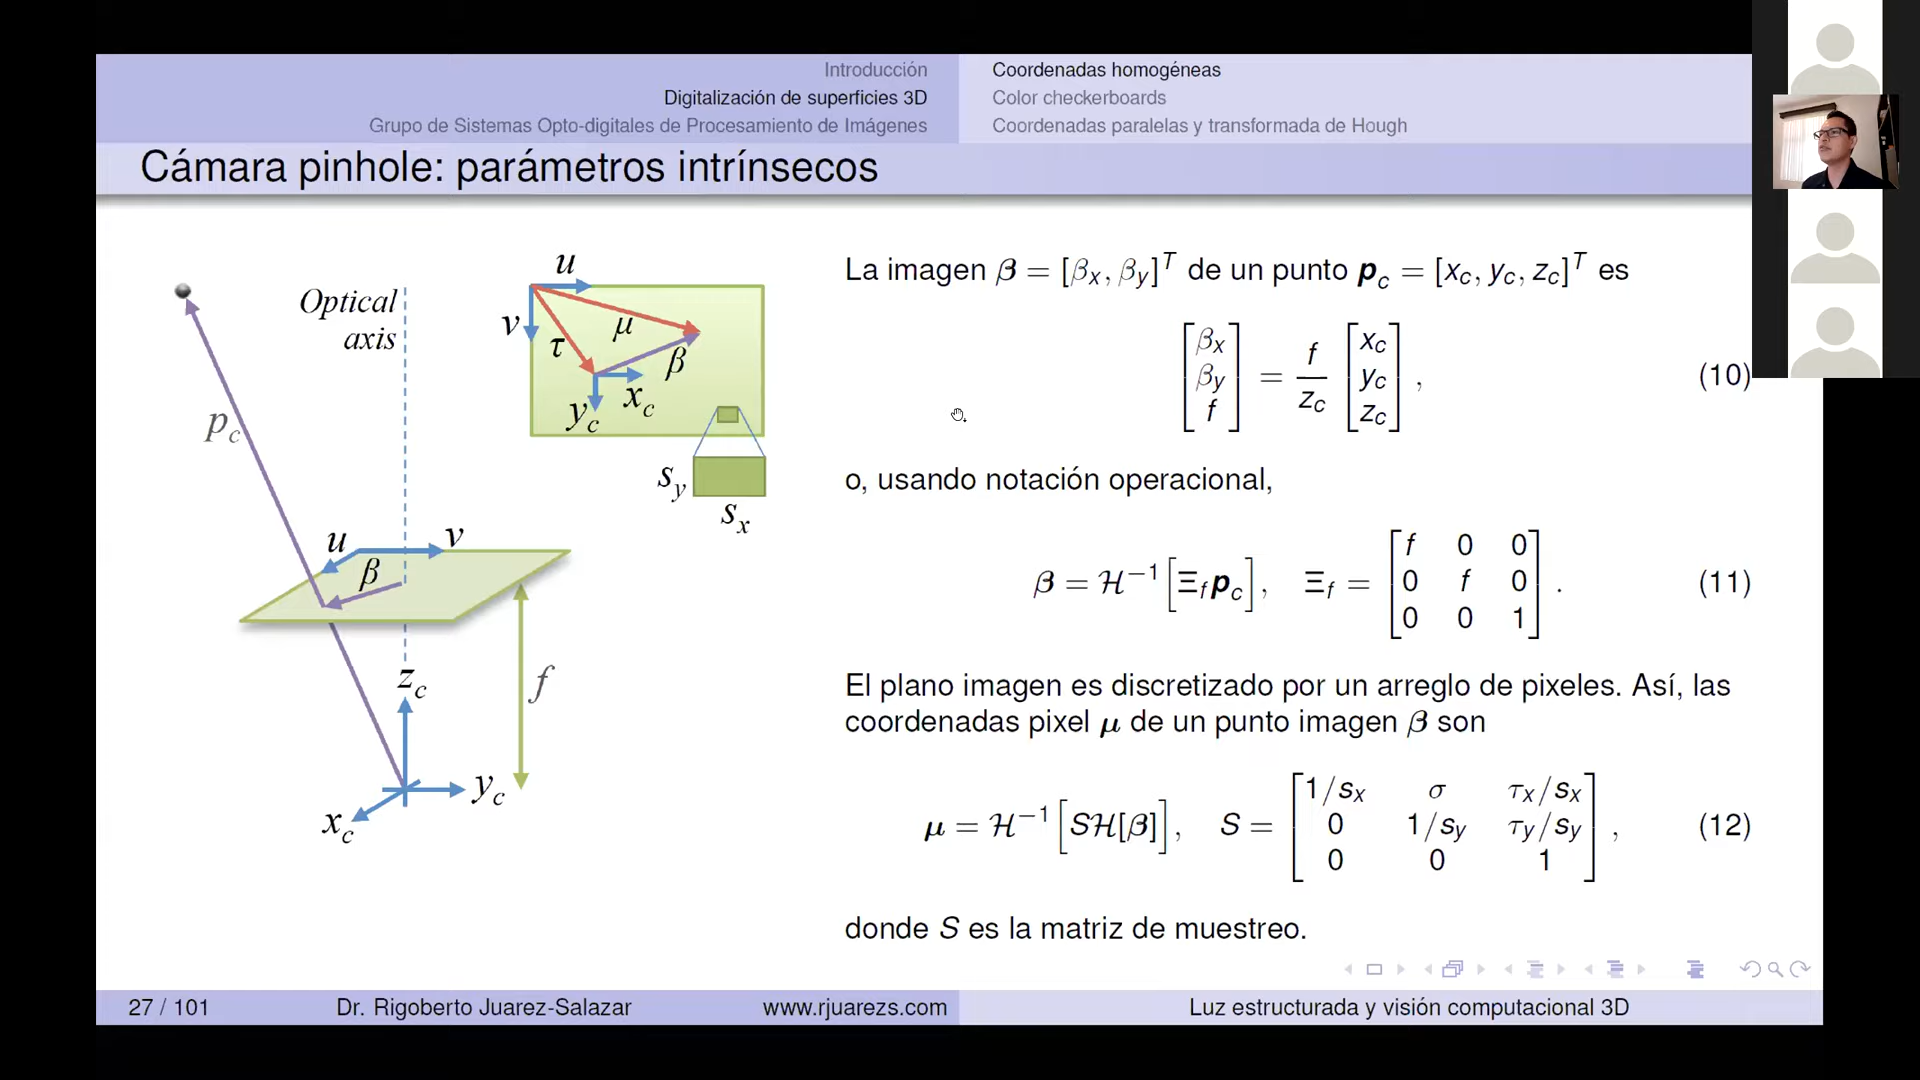 Introducción
Digitalización de superficies 3D
Grupo de Sistemas Opto-digitales de Procesamiento de Imágenes
Coordenadas homogéneas
Color checkerboards
Coordenadas paralelas y transformada de Hough
Cámara pinhole: parámetros intrínsecos
Optical
axis
p_c
u
v
β
z_c
f
y_c
x_c
u
v
τ
μ
β
x_c
y_c
s_y
s_x
La imagen β = [β_x, β_y]^T de un punto p_c = [x_c, y_c, z_c]^T es
[β_x; β_y; f] = f/z_c [x_c; y_c; z_c], (10)
o, usando notación operacional,
β = H^{-1}[Ξ_f p_c], Ξ_f = [f 0 0; 0 f 0; 0 0 1]. (11)
El plano imagen es discretizado por un arreglo de pixeles. Así, las
coordenadas pixel μ de un punto imagen β son
μ = H^{-1}[SH[β]], S = [1/s_x σ τ_x/s_x; 0 1/s_y τ_y/s_y; 0 0 1], (12)
donde S es la matriz de muestreo.
27 / 101
Dr. Rigoberto Juarez-Salazar
www.rjuarezs.com
Luz estructurada y visión computacional 3D